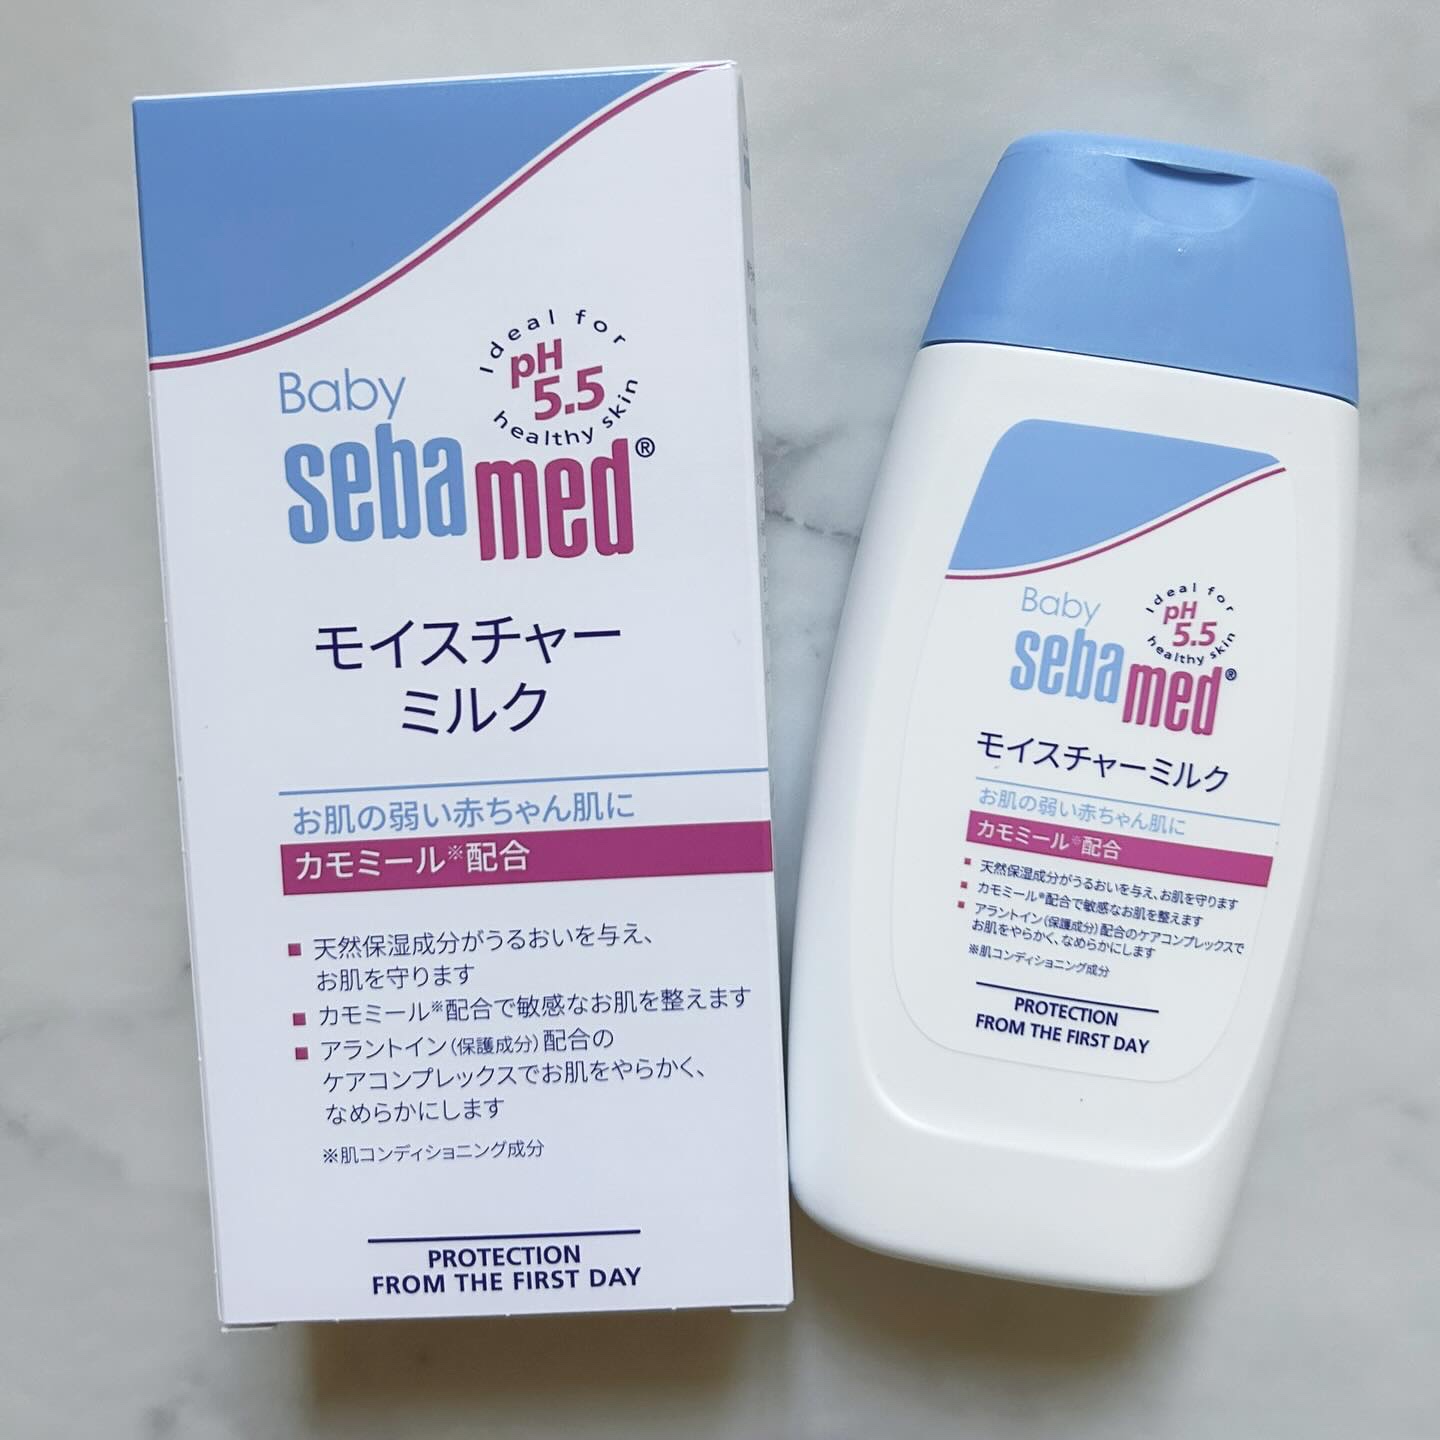 Baby
Ideal for
pH
5.5
healthy skin
sebamed®
モイスチャー
ミルク
お肌の弱い赤ちゃん肌に
カモミール※配合
■ 天然保湿成分がうるおいを与え、
お肌を守ります
■ カモミール※配合で敏感なお肌を整えます
■ アラントイン(保護成分)配合の
ケアコンプレックスでお肌をやらかく、
なめらかにします
※肌コンディショニング成分
PROTECTION
FROM THE FIRST DAY
Baby
Ideal for
pH
5.5
healthy skin
sebamed®
モイスチャーミルク
お肌の弱い赤ちゃん肌に
カモミール※配合
■ 天然保湿成分がうるおいを与え、お肌を守ります
■ カモミール※配合で敏感なお肌を整えます
■ アラントイン(保護成分)配合のケアコンプレックスで
お肌をやらかく、なめらかにします
※肌コンディショニング成分
PROTECTION
FROM THE FIRST DAY